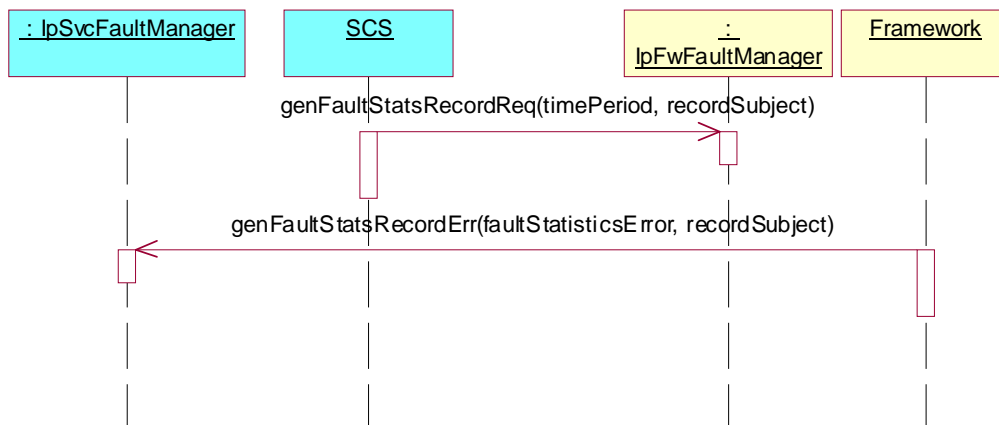 : IpSvcFaultManager
SCS
:
IpFwFaultManager
Framework
genFaultStatsRecordReq(timePeriod, recordSubject)
genFaultStatsRecordErr(faultStatisticsError, recordSubject)